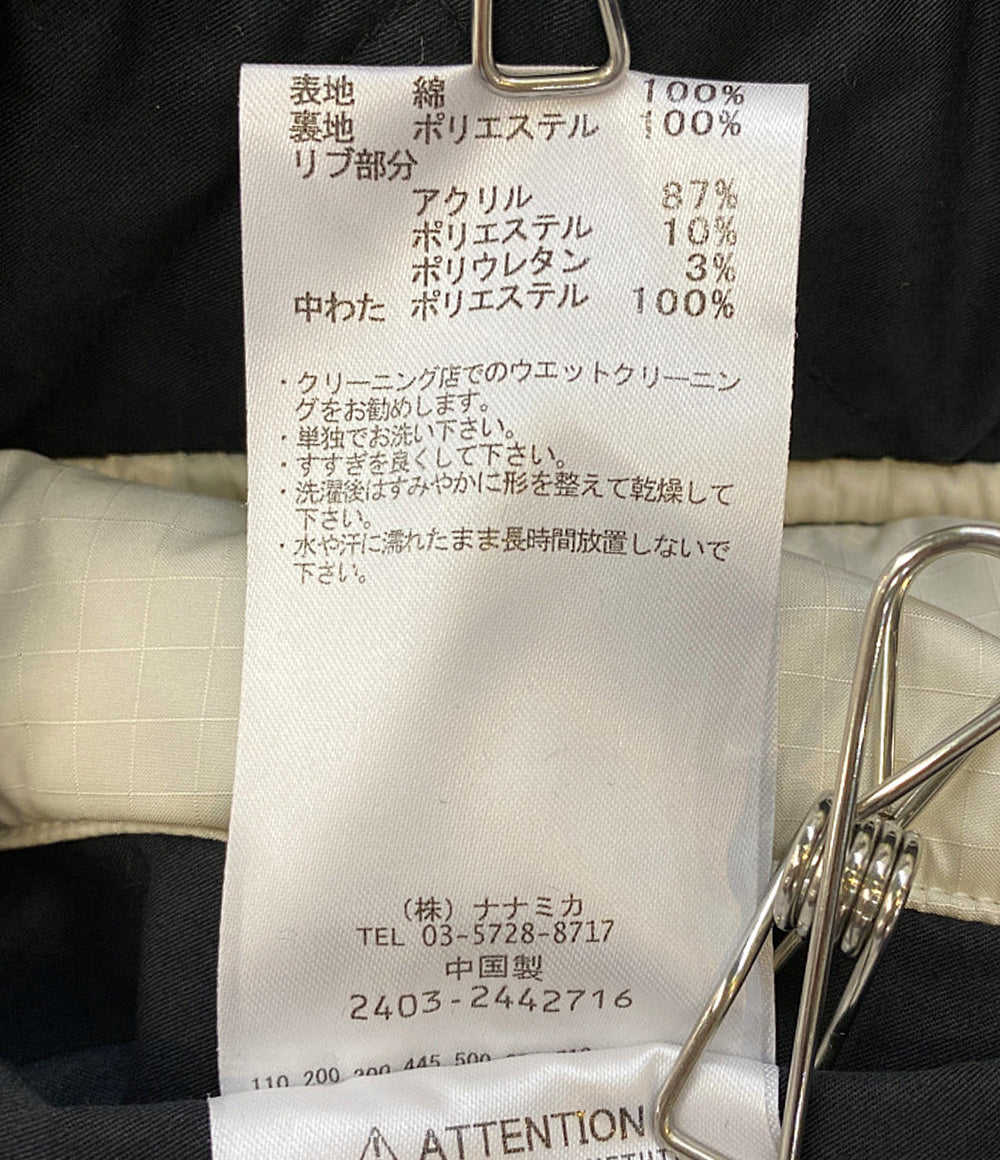 表地 綿 100%
裏地 ポリエステル 100%
リブ部分
アクリル 87%
ポリエステル 10%
ポリウレタン 3%
中わた ポリエステル 100%
・クリーニング店でのウエットクリーニン
グをお勧めします。
・単独でお洗い下さい。
・すすぎを良くして下さい。
・洗濯後はすみやかに形を整えて乾燥して
下さい。
・水や汗に濡れたまま長時間放置しないで
下さい。
(株) ナナミカ
TEL 03-5728-8717
中国製
2403-2442716
110 200 300 445 500
⚠ ATTENTION